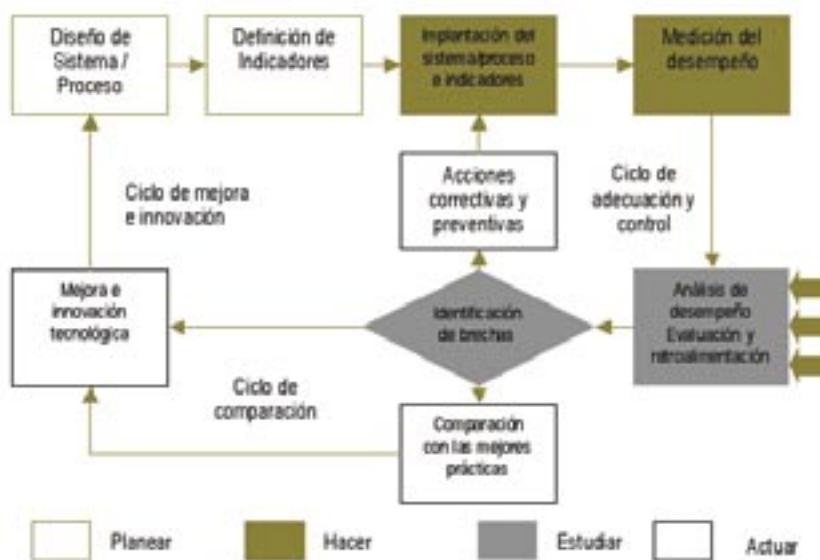 Diseño de
Sistema /
Proceso
Definición de
Indicadores
Implantación del
sistema/proceso
e indicadores
Medición del
desempeño
Ciclo de mejora
e innovación
Acciones
correctivas y
preventivas
Ciclo de
adecuación y
control
Mejora e
innovación
tecnológica
Identificación
de brechas
Análisis de
desempeño
Evaluación y
retroalimentación
Ciclo de
comparación
Comparación
con las mejores
prácticas
Planear
Hacer
Estudiar
Actuar